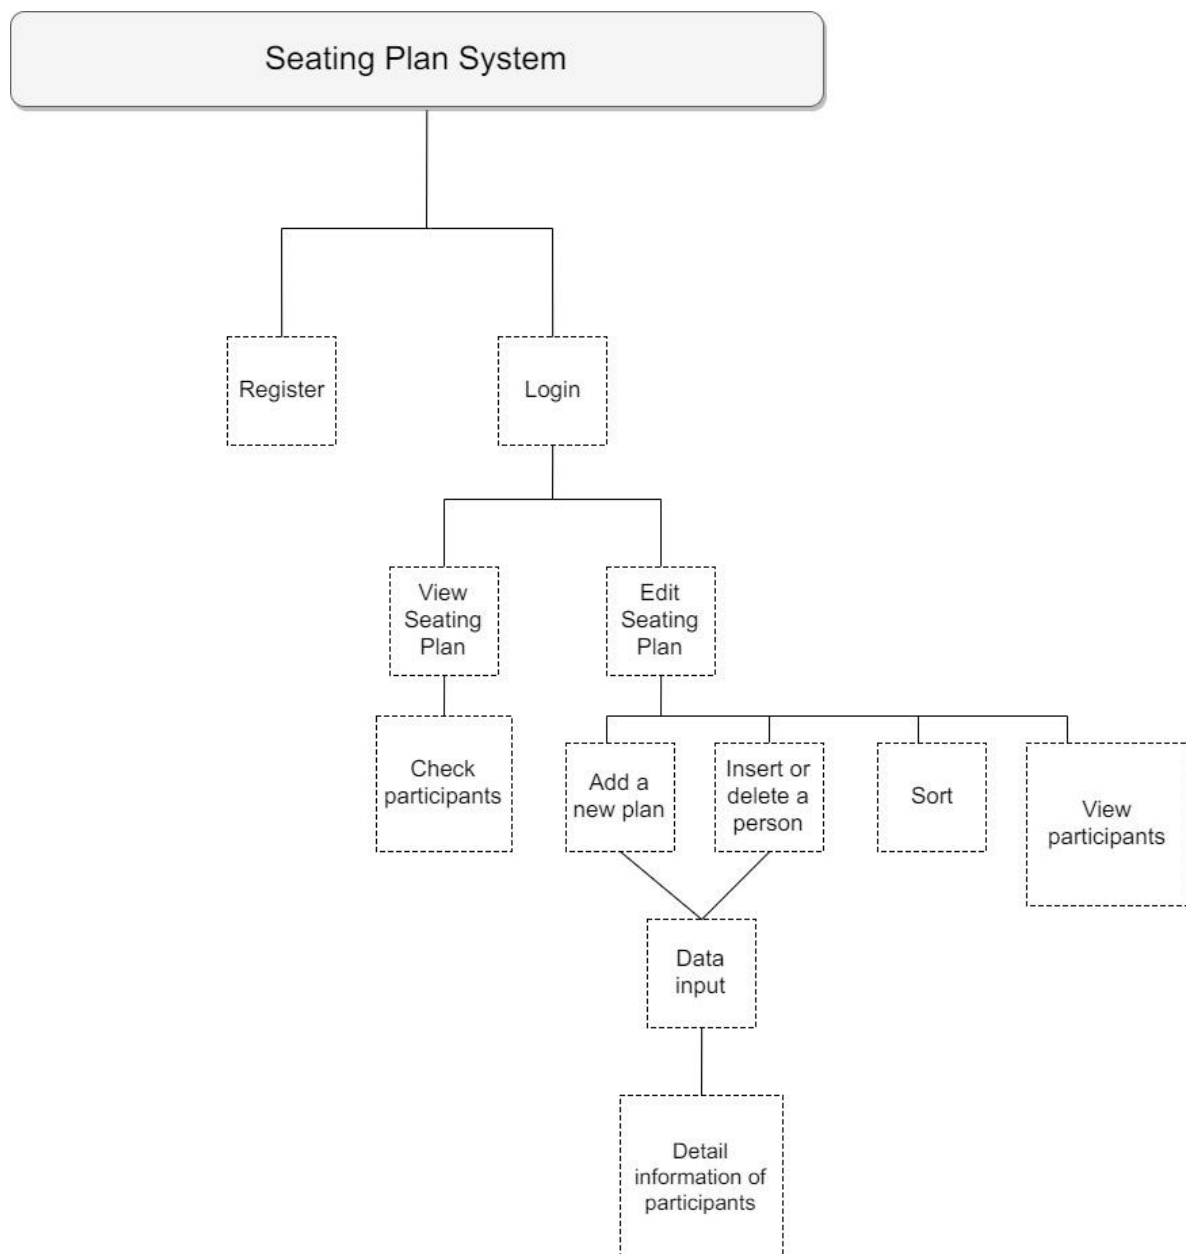 Seating Plan System
Register
Login
View
Seating
Plan
Edit
Seating
Plan
Check
participants
Add a
new plan
Insert or
delete a
person
Sort
View
participants
Data
input
Detail
information of
participants